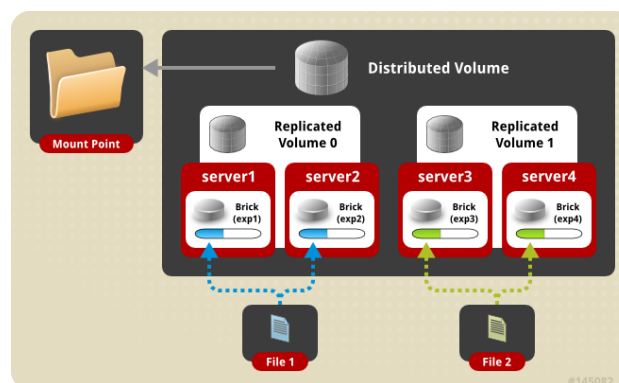 Distributed Volume
Mount Point
Replicated
Volume 0
Replicated
Volume 1
server1
server2
server3
server4
Brick
(exp1)
Brick
(exp2)
Brick
(exp3)
Brick
(exp4)
File 1
File 2
#145082